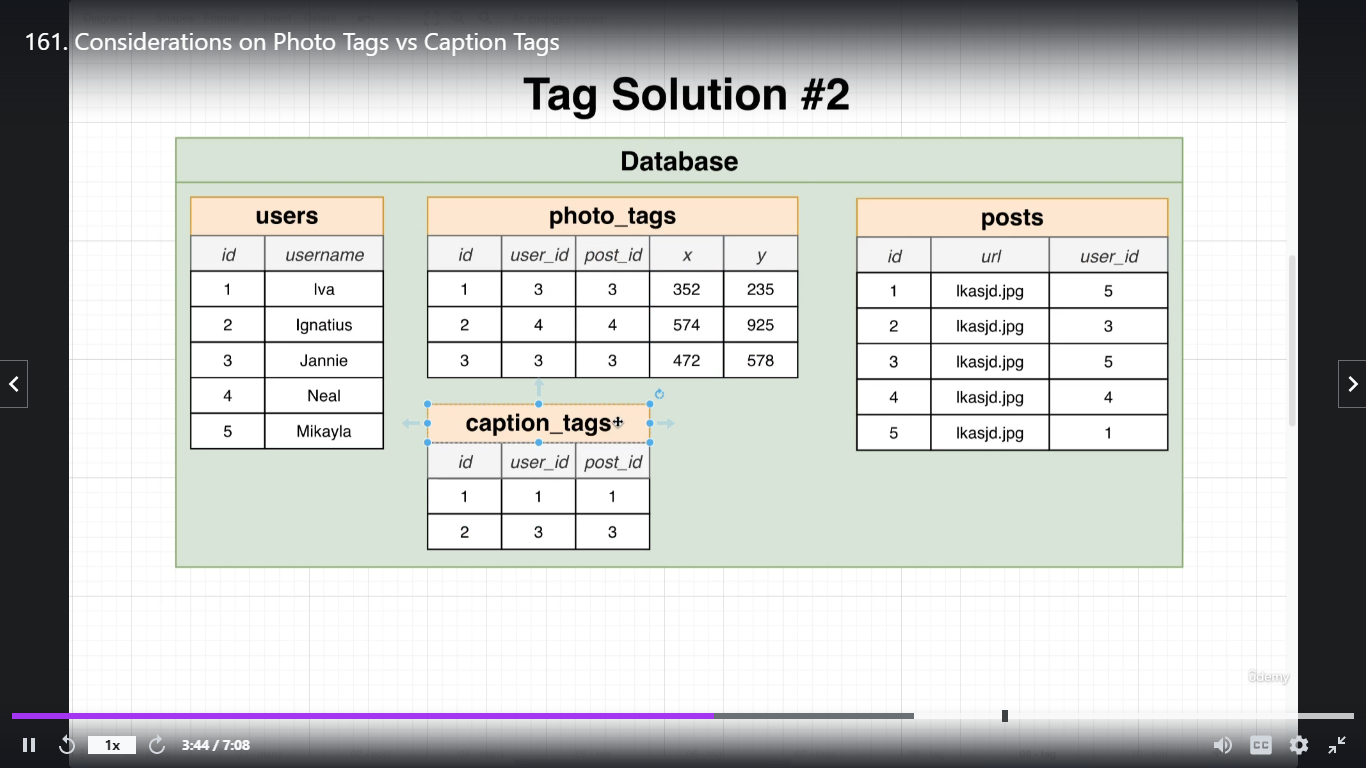 161. Considerations on Photo Tags vs Caption Tags
Tag Solution #2
Database
users
id username
1 Iva
2 Ignatius
3 Jannie
4 Neal
5 Mikayla
photo_tags
id user_id post_id x y
1 3 3 352 235
2 4 4 574 925
3 3 3 472 578
caption_tags
id user_id post_id
1 1 1
2 3 3
posts
id url user_id
1 lkasjd.jpg 5
2 lkasjd.jpg 3
3 lkasjd.jpg 5
4 lkasjd.jpg 4
5 lkasjd.jpg 1
ûdemy
1x 3:44 / 7:08 CC